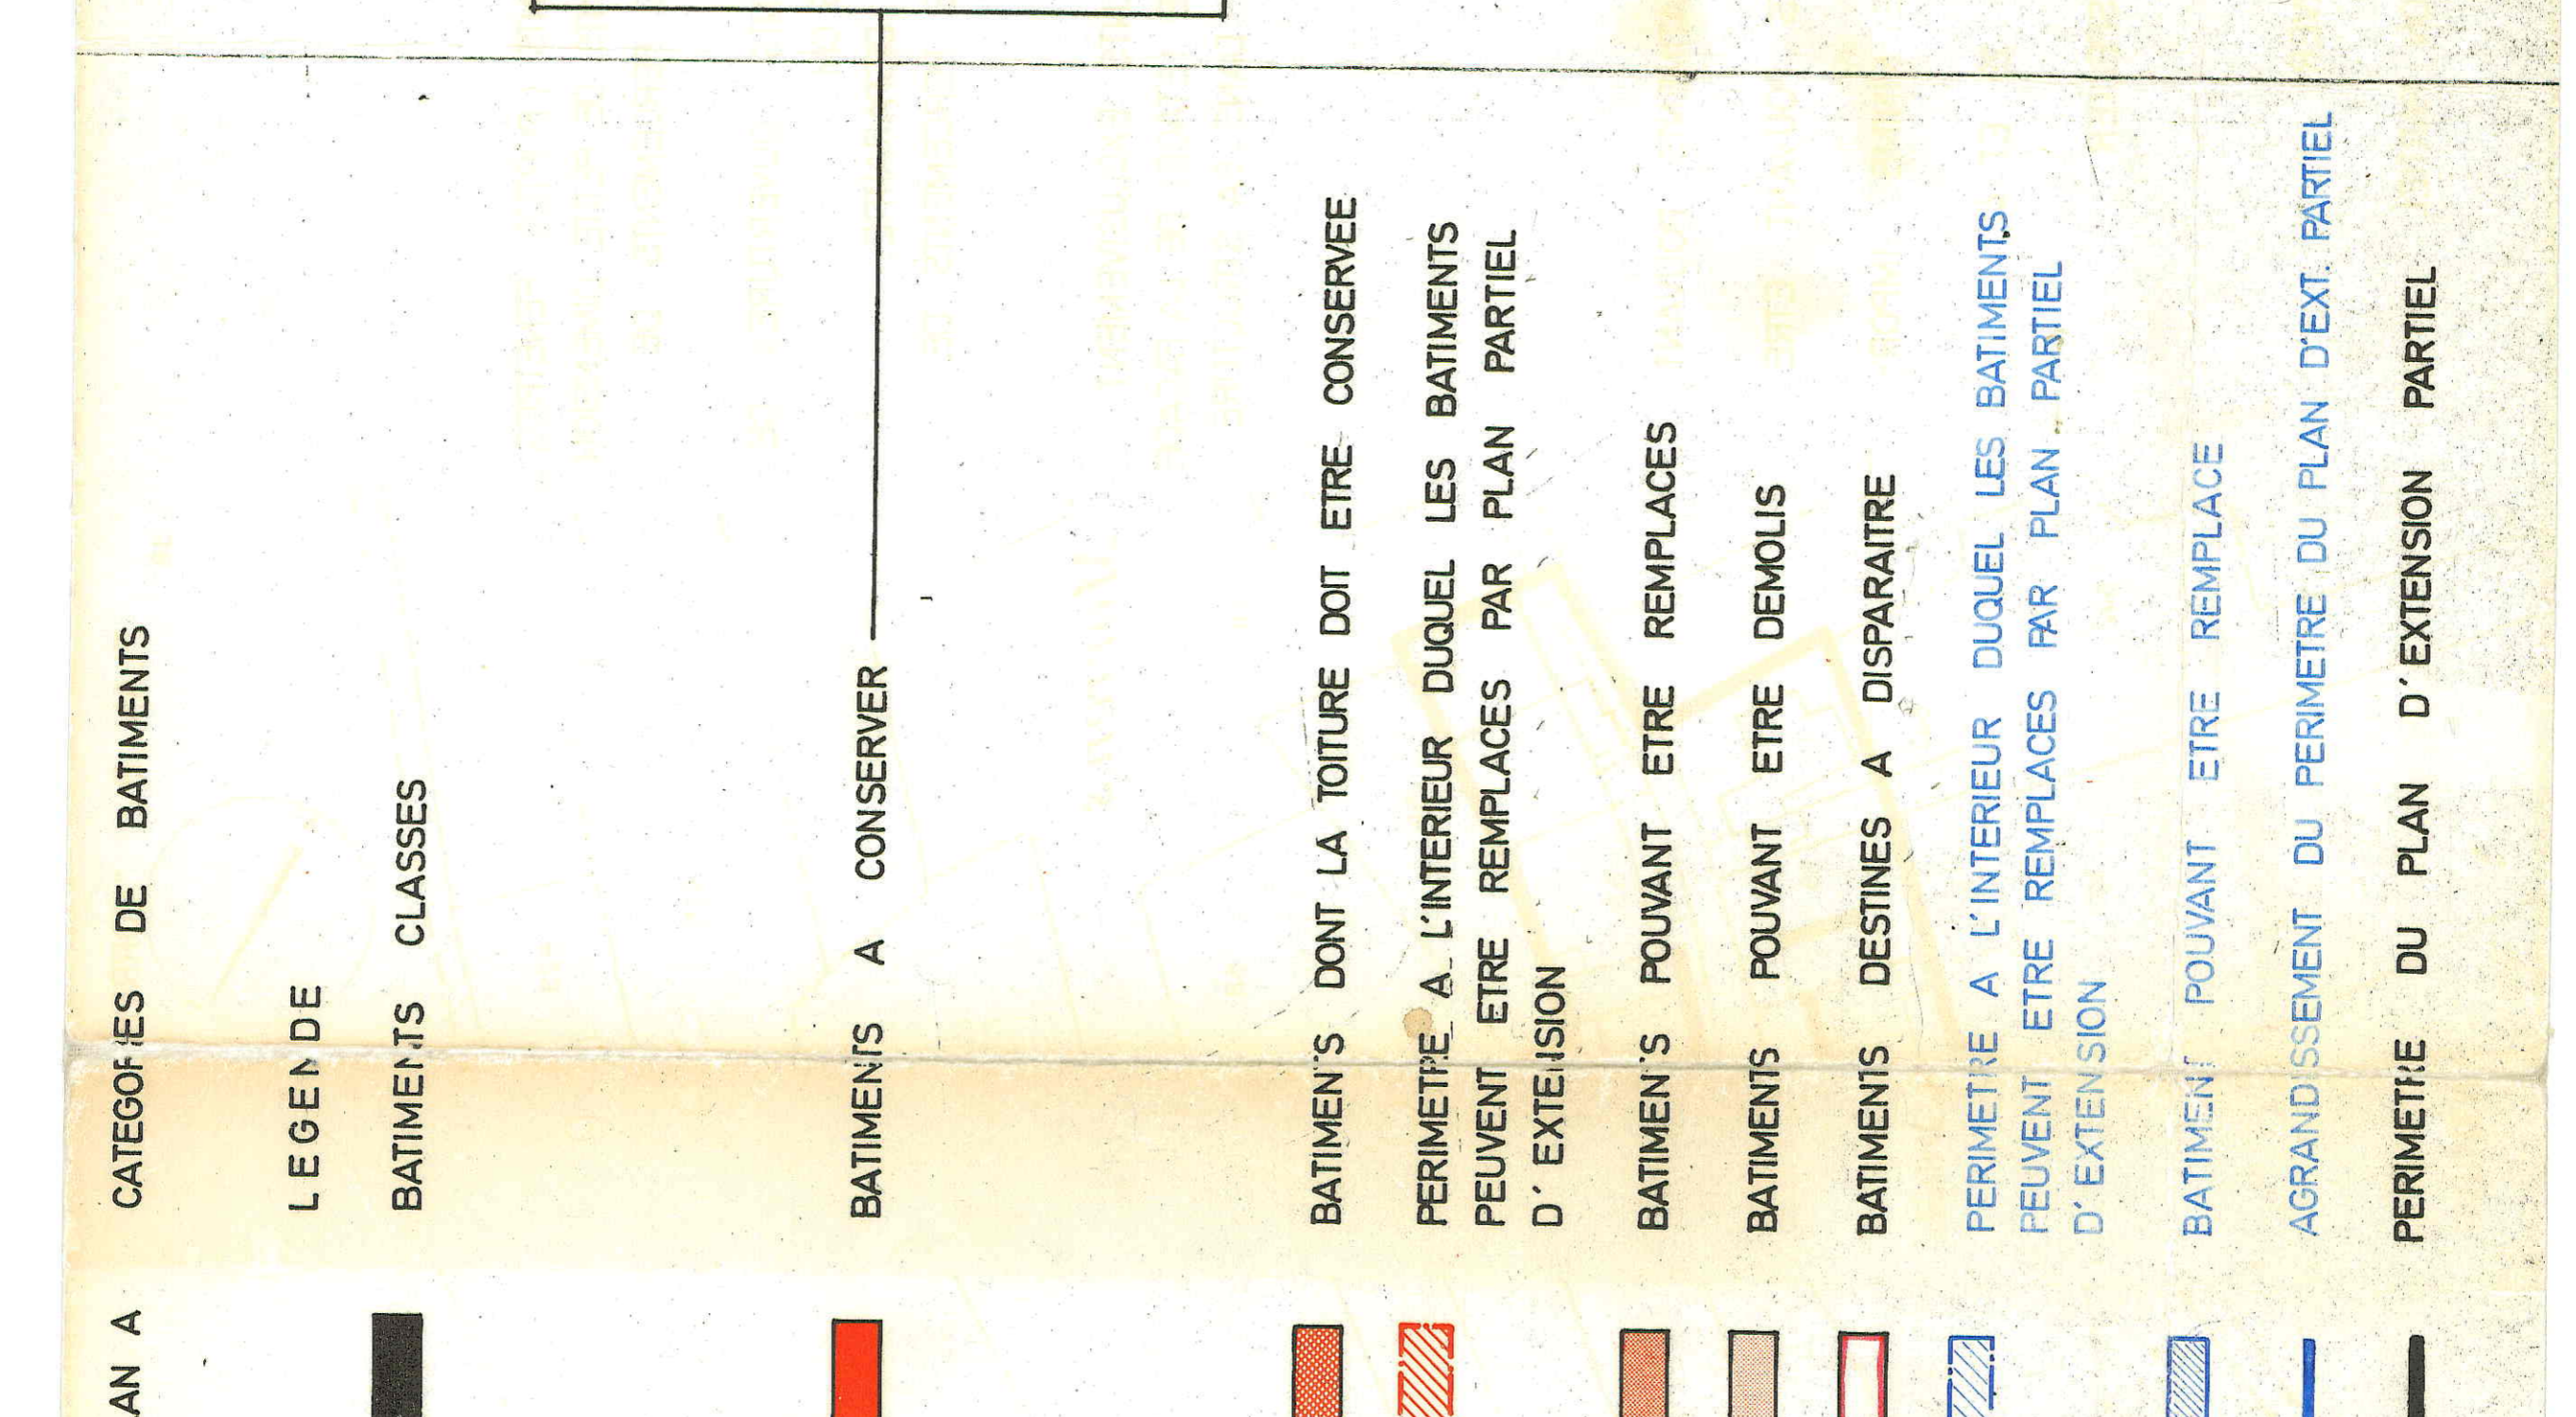 AN A CATEGORIES DE BATIMENTS
LEGENDE
BATIMENTS CLASSES
BATIMENTS A CONSERVER
BATIMENTS DONT LA TOITURE DOIT ETRE CONSERVEE
PERIMETRE A L'INTERIEUR DUQUEL LES BATIMENTS
PEUVENT ETRE REMPLACES PAR PLAN PARTIEL
D'EXTENSION
BATIMENTS POUVANT ETRE REMPLACES
BATIMENTS POUVANT ETRE DEMOLIS
BATIMENTS DESTINES A DISPARAITRE
PERIMETRE A L'INTERIEUR DUQUEL LES BATIMENTS
PEUVENT ETRE REMPLACES PAR PLAN PARTIEL
D'EXTENSION
BATIMENT POUVANT ETRE REMPLACE
AGRANDISSEMENT DU PERIMETRE DU PLAN D'EXT. PARTIEL
PERIMETRE DU PLAN D'EXTENSION PARTIEL